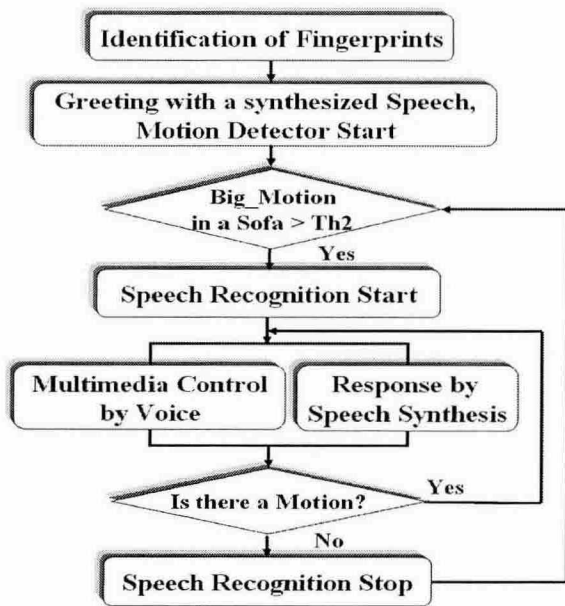 Identification of Fingerprints
Greeting with a synthesized Speech,
Motion Detector Start
Big_Motion
in a Sofa > Th2
Yes
Speech Recognition Start
Multimedia Control
by Voice
Response by
Speech Synthesis
Is there a Motion?
Yes
No
Speech Recognition Stop